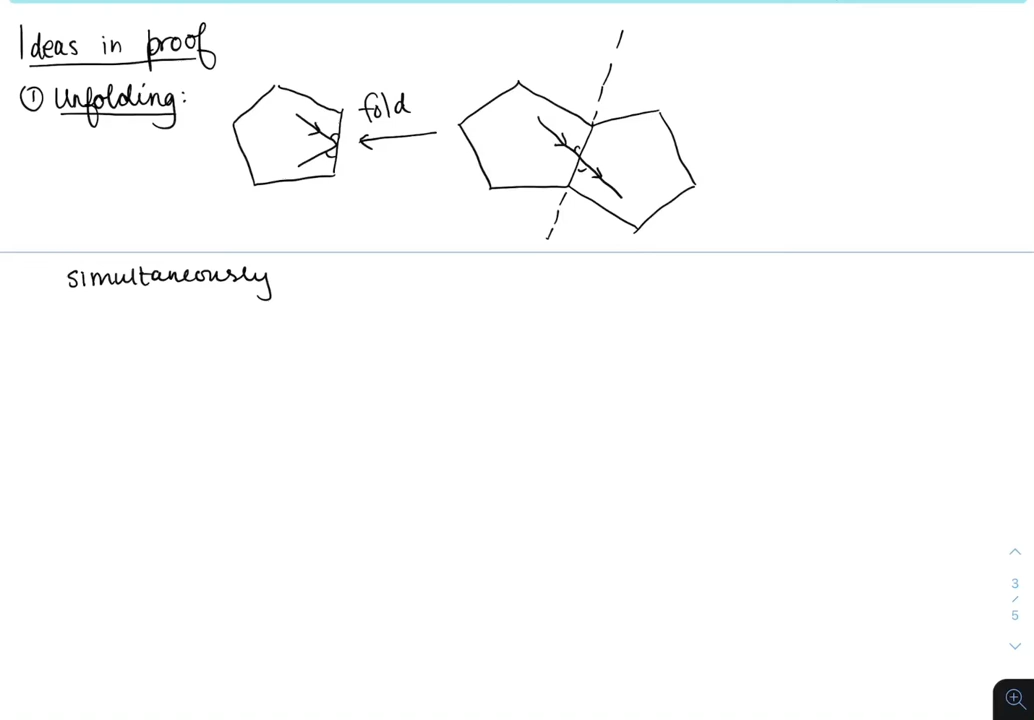 Ideas in proof
① Unfolding:
fold
simultaneously
3
/
5